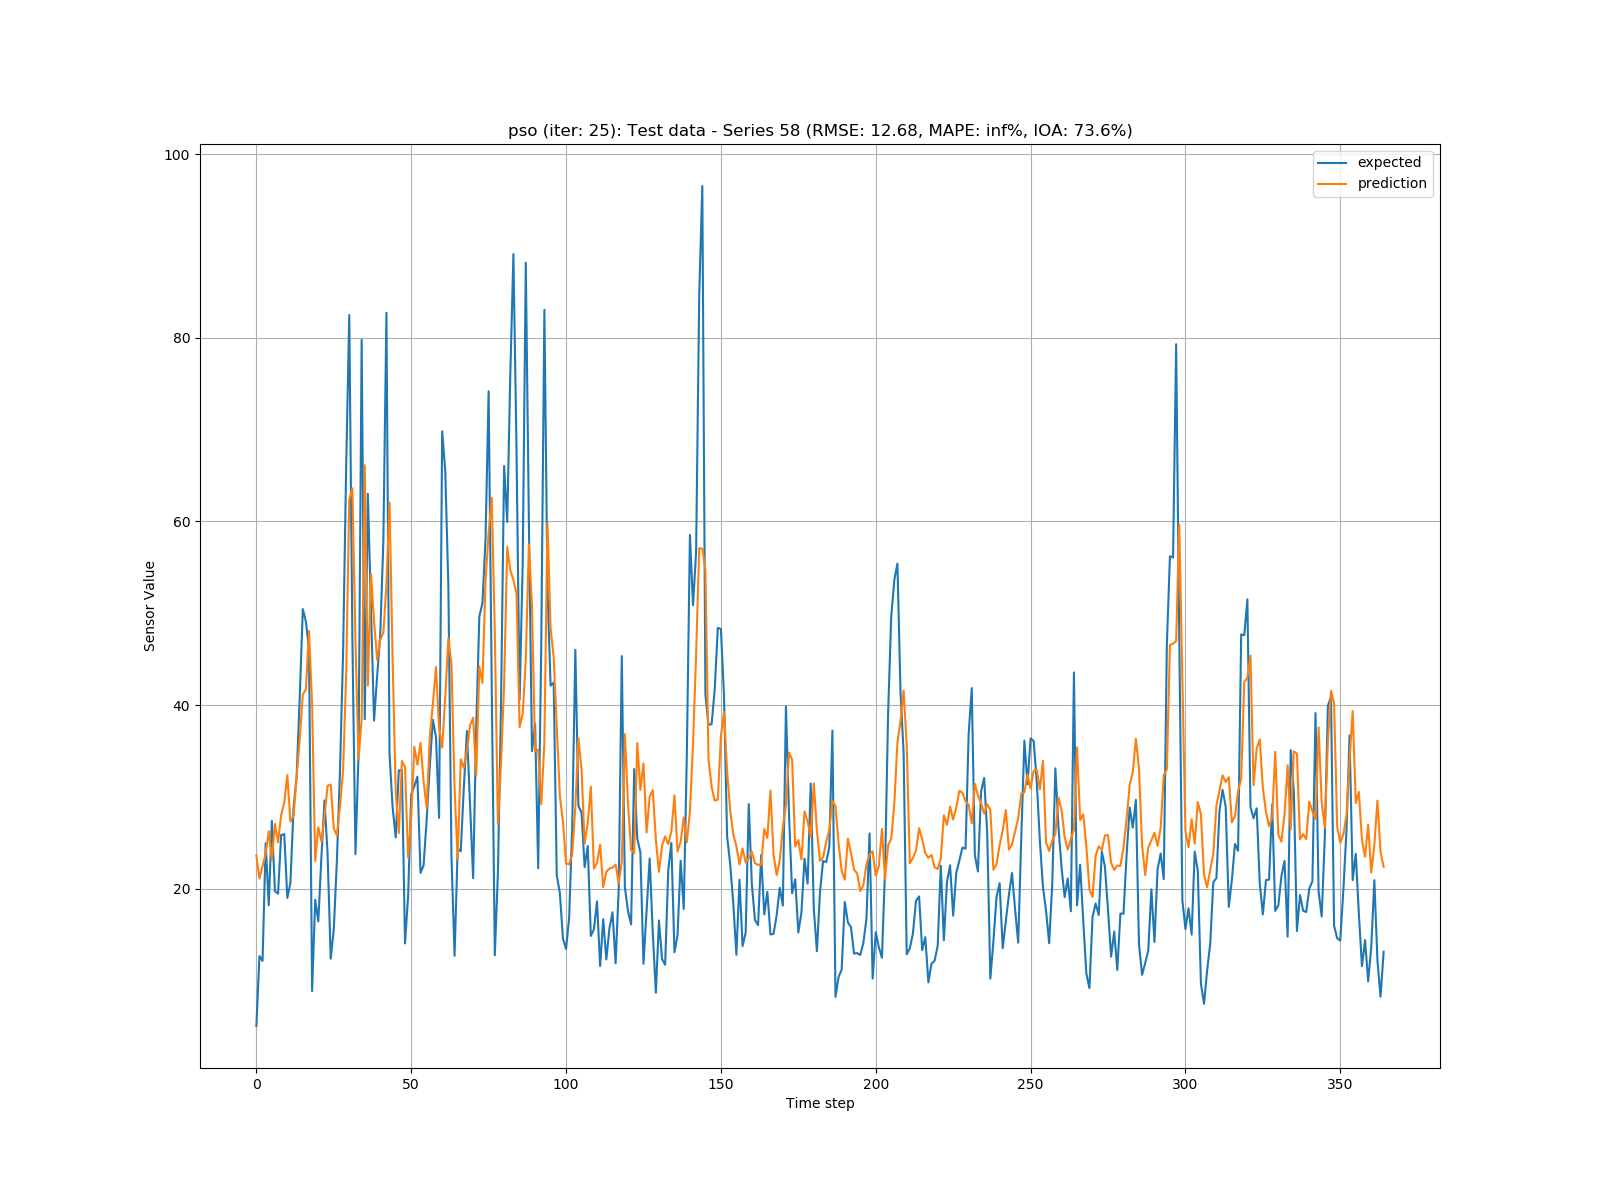 pso (iter: 25): Test data - Series 58 (RMSE: 12.68, MAPE: inf%, IOA: 73.6%)
expected
prediction
100
80
60
40
20
Sensor Value
0 50 100 150 200 250 300 350
Time step